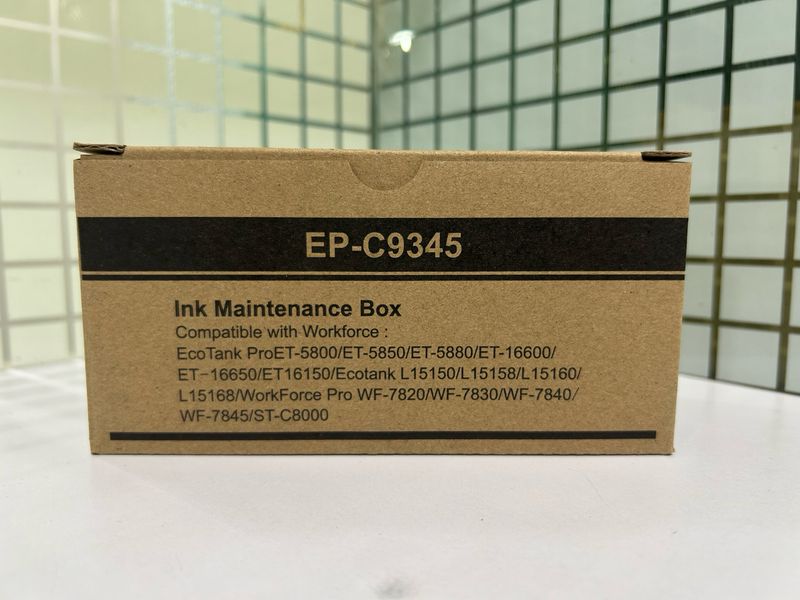 EP-C9345
Ink Maintenance Box
Compatible with Workforce :
EcoTank ProET-5800/ET-5850/ET-5880/ET-16600/
ET-16650/ET16150/Ecotank L15150/L15158/L15160/
L15168/WorkForce Pro WF-7820/WF-7830/WF-7840/
WF-7845/ST-C8000